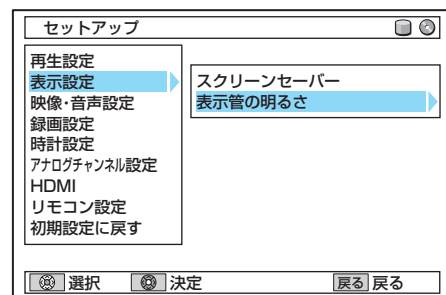 セットアップ
再生設定
表示設定
映像・音声設定
録画設定
時計設定
アナログチャンネル設定
HDMI
リモコン設定
初期設定に戻す
スクリーンセーバー
表示管の明るさ
選択 決定 戻る 戻る